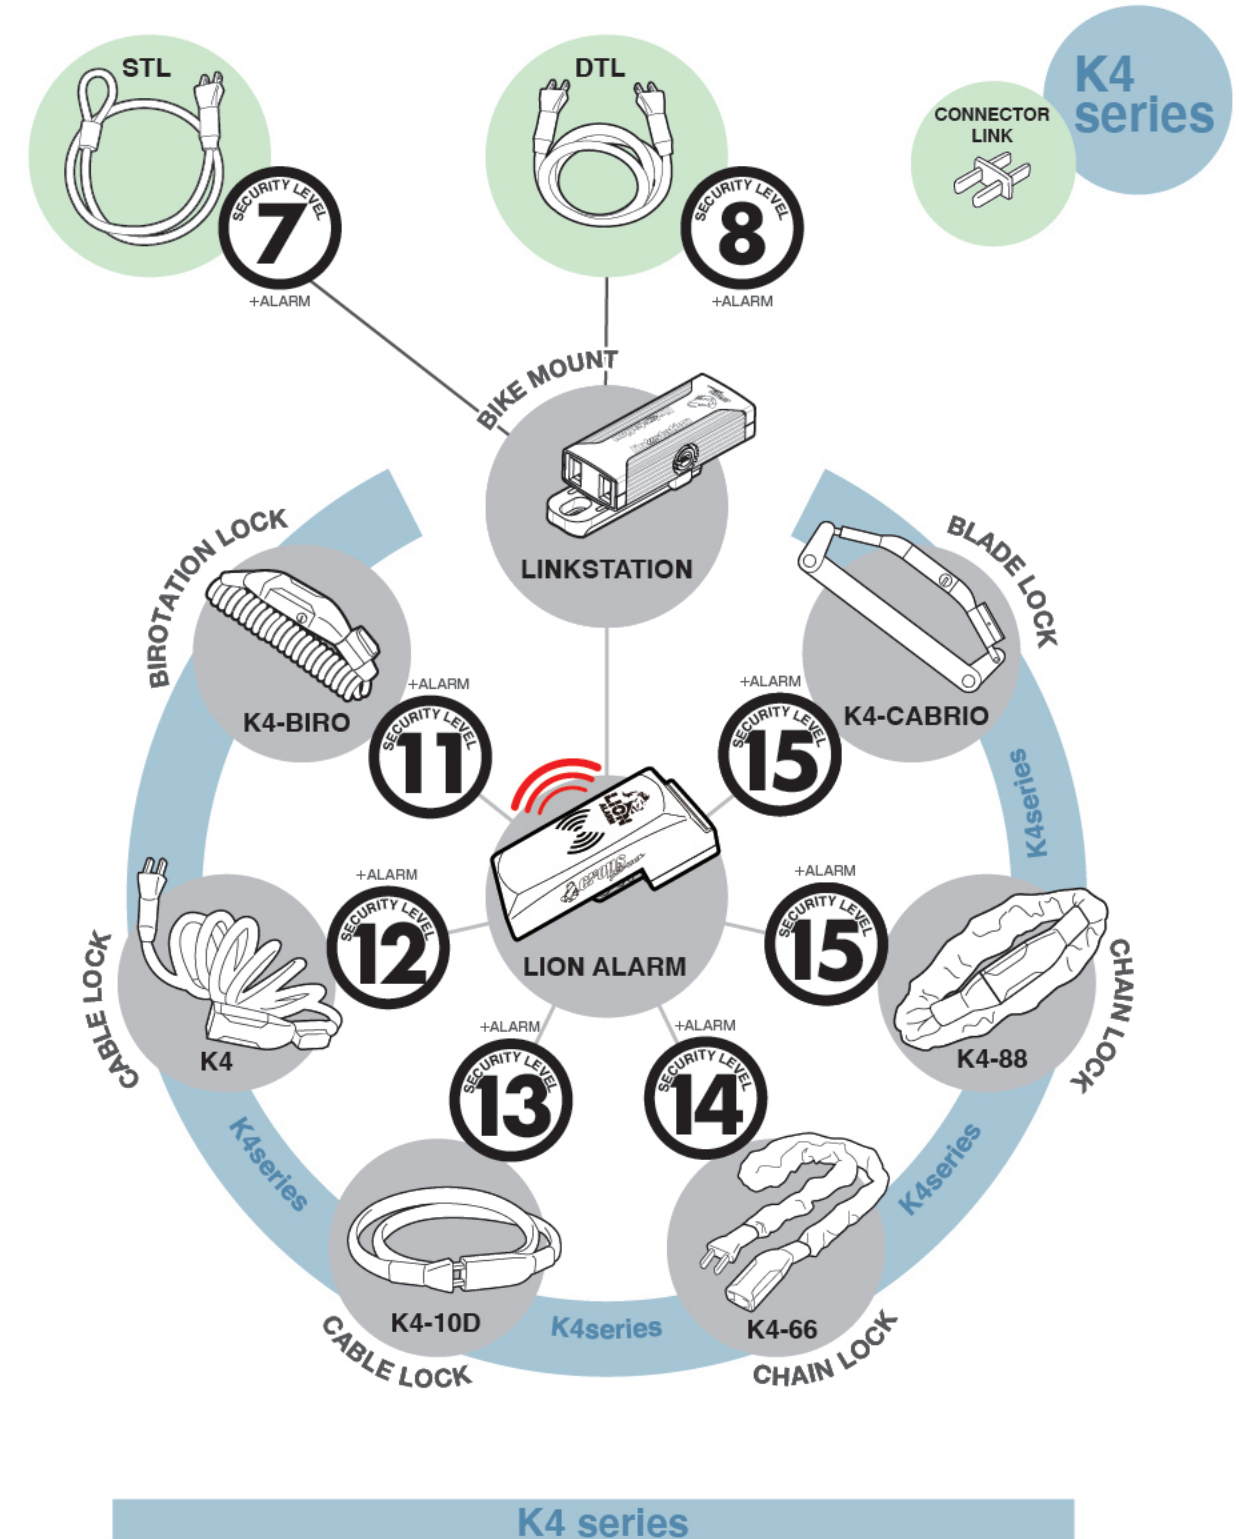 STL
DTL
K4
series
CONNECTOR
LINK
SECURITY LEVEL
7
+ALARM
SECURITY LEVEL
8
+ALARM
BIKE MOUNT
LINKSTATION
BIROTATION LOCK
K4-BIRO
BLADE LOCK
K4-CABRIO
+ALARM
SECURITY LEVEL
11
+ALARM
SECURITY LEVEL
15
K4series
LION
ALARM
LION ALARM
CABLE LOCK
K4
+ALARM
SECURITY LEVEL
12
+ALARM
SECURITY LEVEL
15
CHAIN LOCK
K4-88
+ALARM
SECURITY LEVEL
13
+ALARM
SECURITY LEVEL
14
K4series
K4series
K4-10D
CABLE LOCK
K4series
K4-66
CHAIN LOCK
K4 series